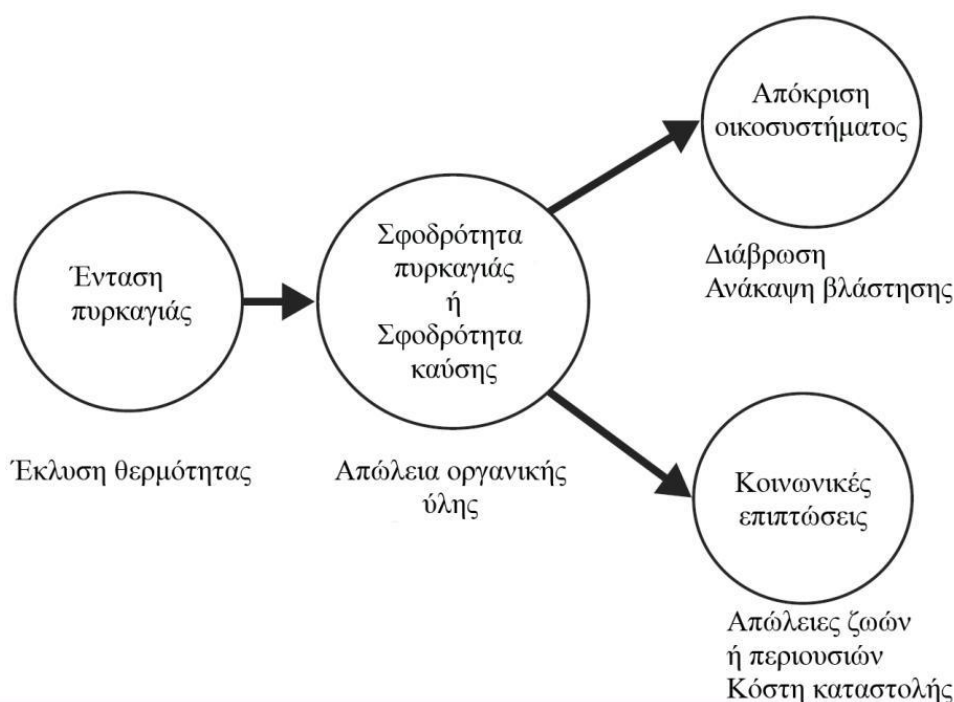 Απόκριση
οικοσυστήματος
Διάβρωση
Ανάκαψη βλάστησης
Σφοδρότητα
πυρκαγιάς
ή
Σφοδρότητα
καύσης
Απώλεια οργανικής
ύλης
Ένταση
πυρκαγιάς
Έκλυση θερμότητας
Κοινωνικές
επιπτώσεις
Απώλειες ζωών
ή περιουσιών
Κόστη καταστολής